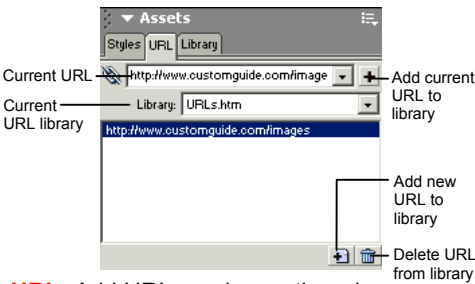 Assets
Styles URL Library
Current URL
http://www.customguide.com/image
Add current
URL to
library
Current
URL library
Library: URLs.htm
http://www.customguide.com/images
Add new
URL to
library
Delete URL
from library